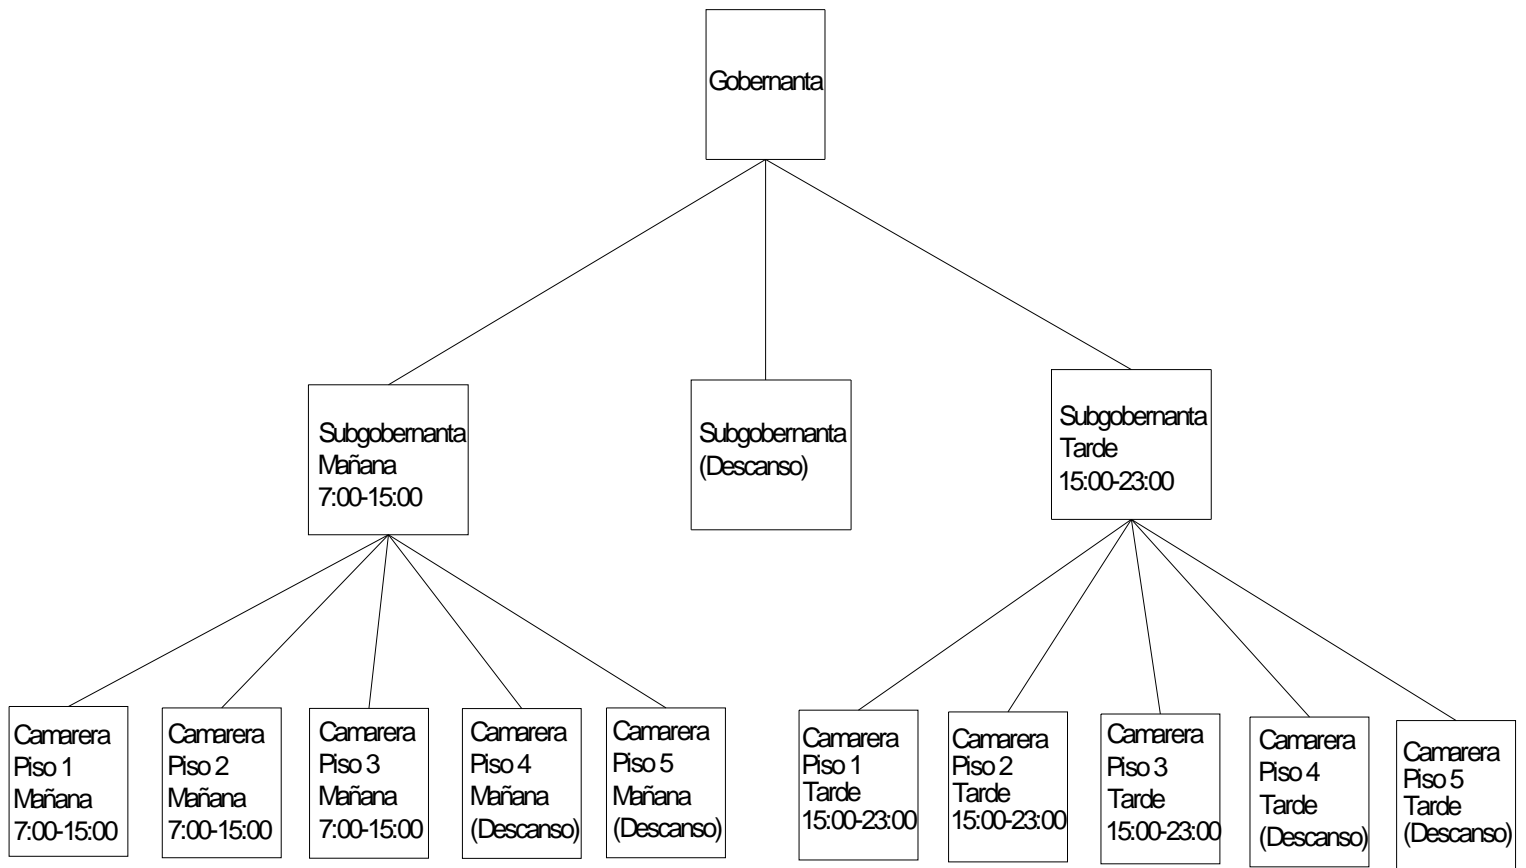 Gobernanta
Subgobernanta
Mañana
7:00-15:00
Subgobernanta
(Descanso)
Subgobernanta
Tarde
15:00-23:00
Camarera
Piso 1
Mañana
7:00-15:00
Camarera
Piso 2
Mañana
7:00-15:00
Camarera
Piso 3
Mañana
7:00-15:00
Camarera
Piso 4
Mañana
(Descanso)
Camarera
Piso 5
Mañana
(Descanso)
Camarera
Piso 1
Tarde
15:00-23:00
Camarera
Piso 2
Tarde
15:00-23:00
Camarera
Piso 3
Tarde
15:00-23:00
Camarera
Piso 4
Tarde
(Descanso)
Camarera
Piso 5
Tarde
(Descanso)